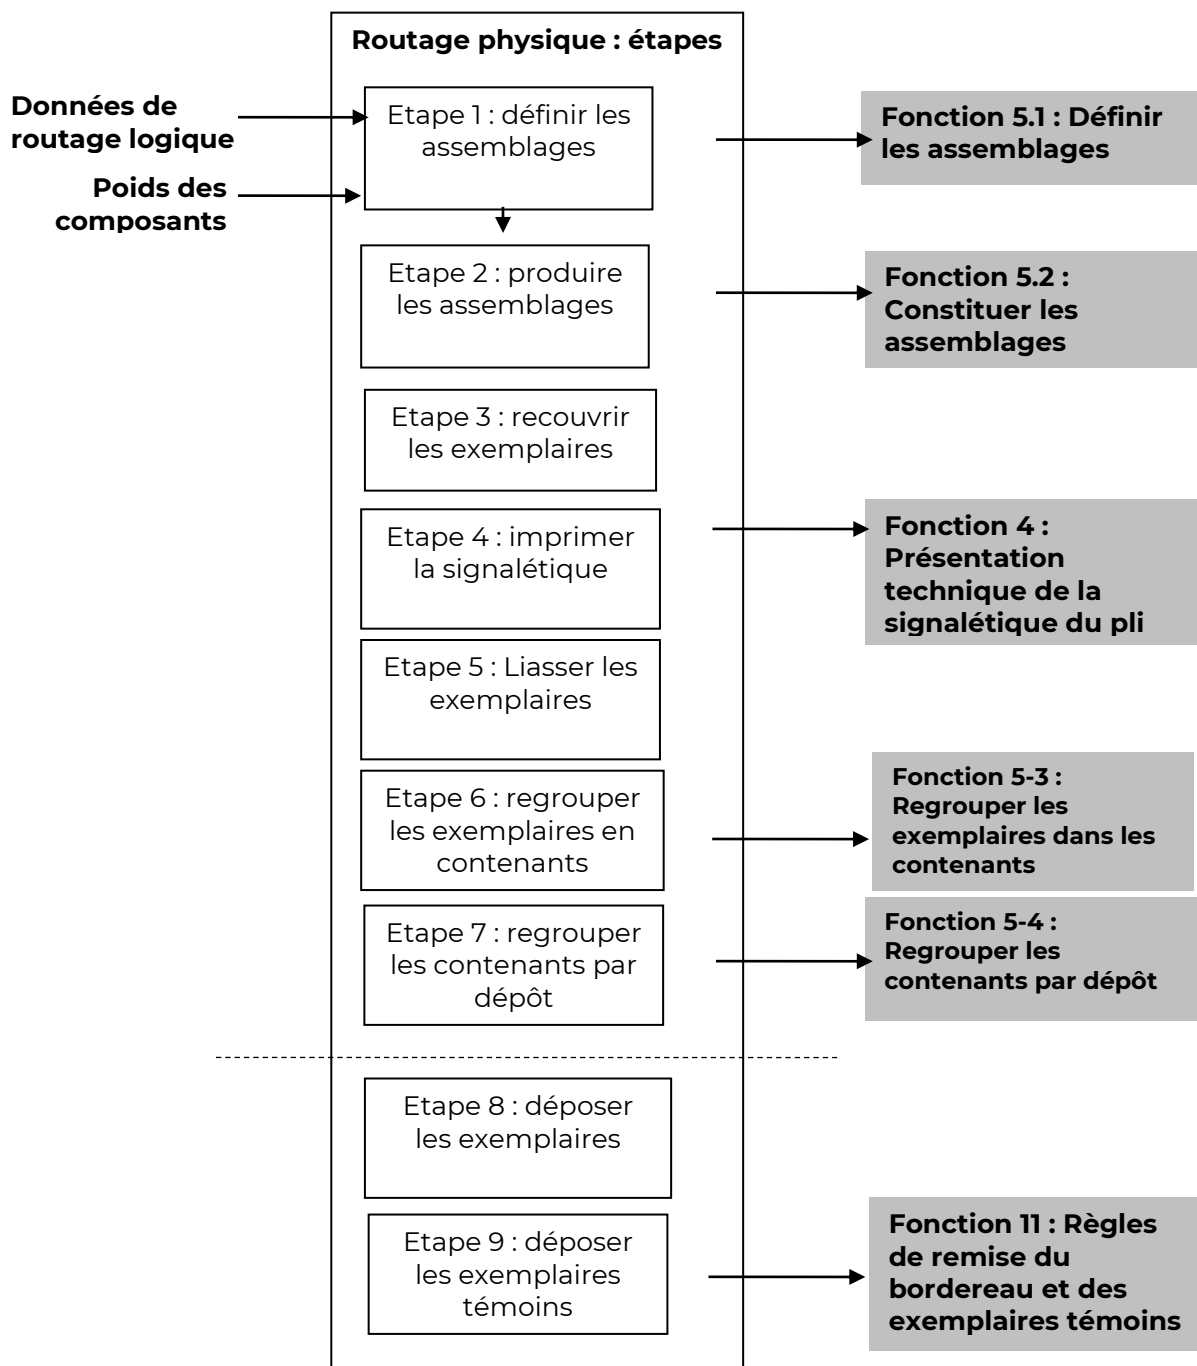 Routage physique : étapes
Données de
routage logique
Poids des
composants
Etape 1 : définir les
assemblages
Fonction 5.1 : Définir
les assemblages
Etape 2 : produire
les assemblages
Fonction 5.2 :
Constituer les
assemblages
Etape 3 : recouvrir
les exemplaires
Etape 4 : imprimer
la signalétique
Fonction 4 :
Présentation
technique de la
signalétique du pli
Etape 5 : Liasser les
exemplaires
Etape 6 : regrouper
les exemplaires en
contenants
Fonction 5-3 :
Regrouper les
exemplaires dans les
contenants
Etape 7 : regrouper
les contenants par
dépôt
Fonction 5-4 :
Regrouper les
contenants par dépôt
Etape 8 : déposer
les exemplaires
Etape 9 : déposer
les exemplaires
témoins
Fonction 11 : Règles
de remise du
bordereau et des
exemplaires témoins